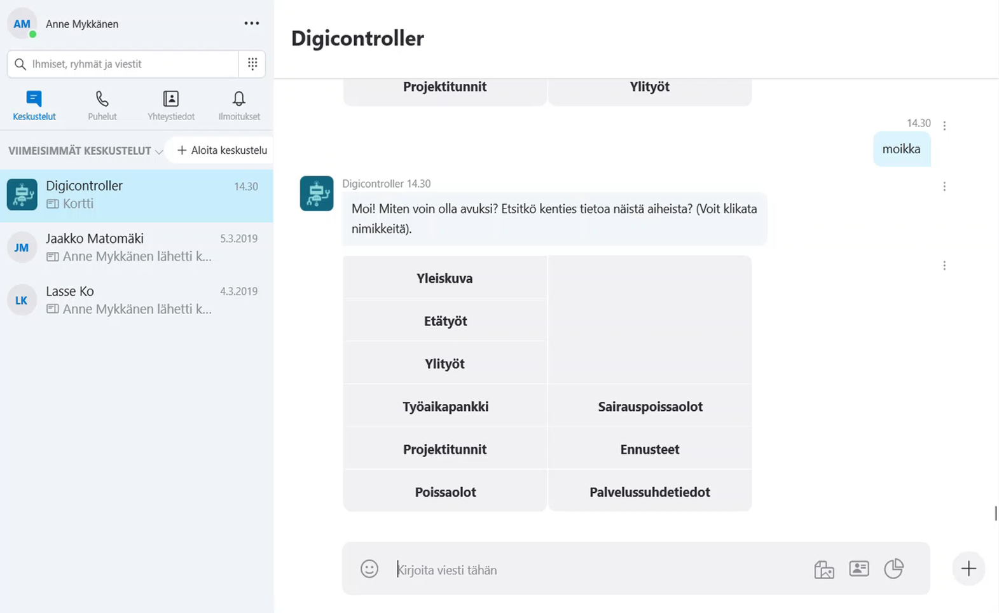 AM
Anne Mykkänen
Ihmiset, ryhmät ja viestit
Keskustelut
Puhelut
Yhteystiedot
Ilmoitukset
VIIMEISIMMÄT KESKUSTELUT
Aloita keskustelu
Digicontroller
14.30
Kortti
JM
Jaakko Matomäki
5.3.2019
Anne Mykkänen lähetti k...
LK
Lasse Ko
4.3.2019
Anne Mykkänen lähetti k...
Digicontroller
Projektitunnit
Ylityöt
14.30
moikka
Digicontroller 14.30
Moi! Miten voin olla avuksi? Etsitkö kenties tietoa näistä aiheista? (Voit klikata
nimikkeitä).
Yleiskuva
Etätyöt
Ylityöt
Työaikapankki
Sairauspoissaolot
Projektitunnit
Ennusteet
Poissaolot
Palvelussuhdetiedot
Kirjoita viesti tähän